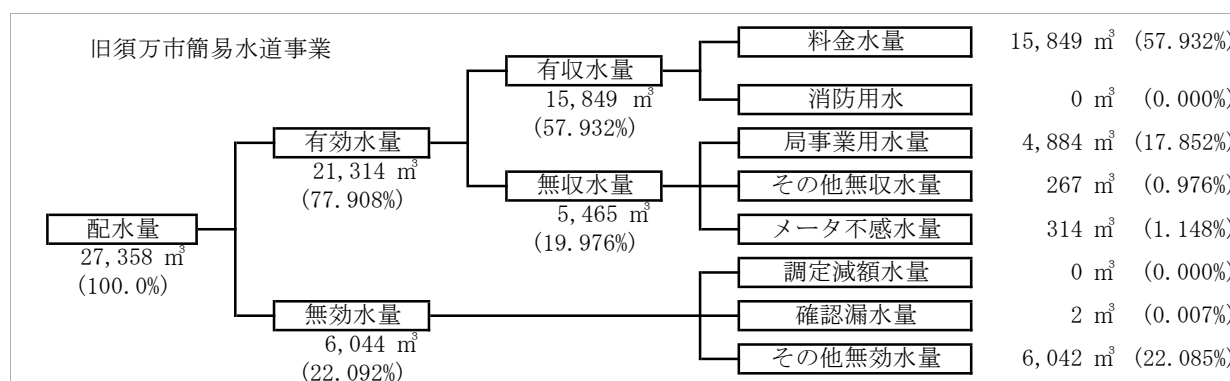 旧須万市簡易水道事業
配水量
27,358 ㎥
(100.0%)
有効水量
21,314 ㎥
(77.908%)
無効水量
6,044 ㎥
(22.092%)
有収水量
15,849 ㎥
(57.932%)
無収水量
5,465 ㎥
(19.976%)
料金水量 15,849 ㎥ (57.932%)
消防用水 0 ㎥ (0.000%)
局事業用水量 4,884 ㎥ (17.852%)
その他無収水量 267 ㎥ (0.976%)
メータ不感水量 314 ㎥ (1.148%)
調定減額水量 0 ㎥ (0.000%)
確認漏水量 2 ㎥ (0.007%)
その他無効水量 6,042 ㎥ (22.085%)